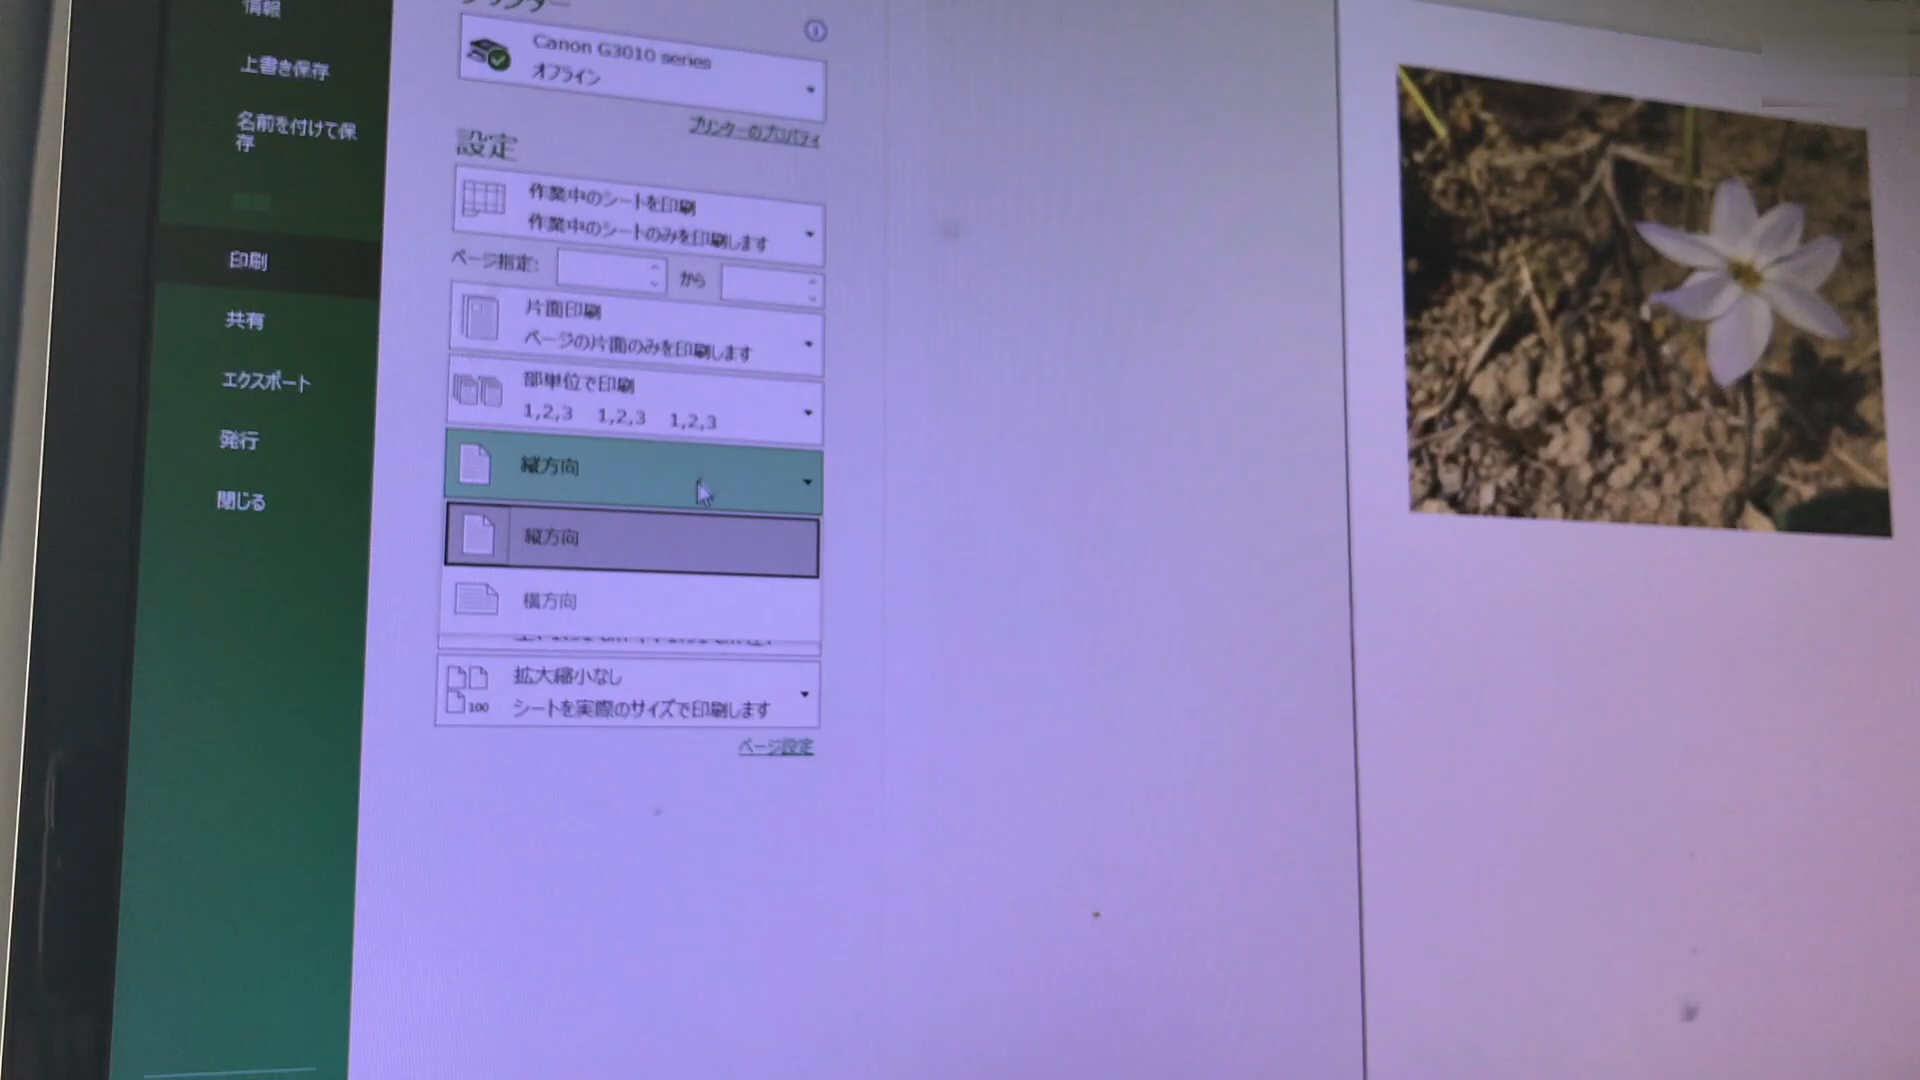 情報
上書き保存
名前を付けて保
存
印刷
共有
エクスポート
発行
閉じる
プリンター
Canon G3010 series
オフライン
プリンターのプロパティ
設定
作業中のシートを印刷
作業中のシートのみを印刷します
ページ指定:
から
片面印刷
ページの片面のみを印刷します
部単位で印刷
1,2,3 1,2,3 1,2,3
縦方向
縦方向
横方向
拡大縮小なし
100
シートを実際のサイズで印刷します
ページ設定